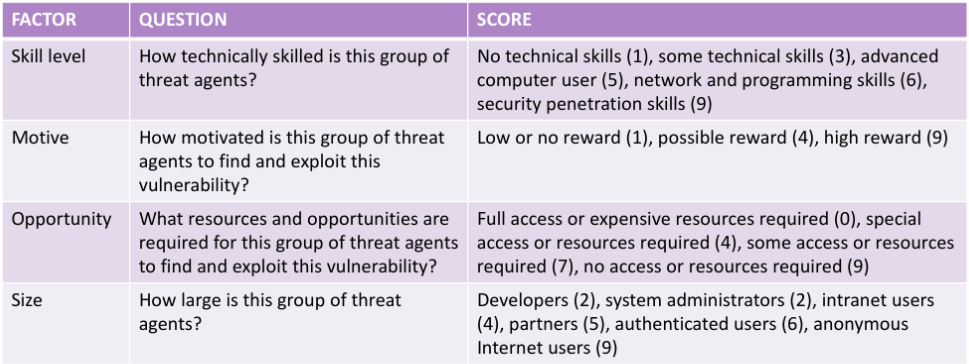 FACTOR QUESTION SCORE
Skill level How technically skilled is this group of No technical skills (1), some technical skills (3), advanced
threat agents? computer user (5), network and programming skills (6),
security penetration skills (9)
Motive How motivated is this group of threat Low or no reward (1), possible reward (4), high reward (9)
agents to find and exploit this
vulnerability?
Opportunity What resources and opportunities are Full access or expensive resources required (0), special
required for this group of threat agents access or resources required (4), some access or resources
to find and exploit this vulnerability? required (7), no access or resources required (9)
Size How large is this group of threat Developers (2), system administrators (2), intranet users
agents? (4), partners (5), authenticated users (6), anonymous
Internet users (9)